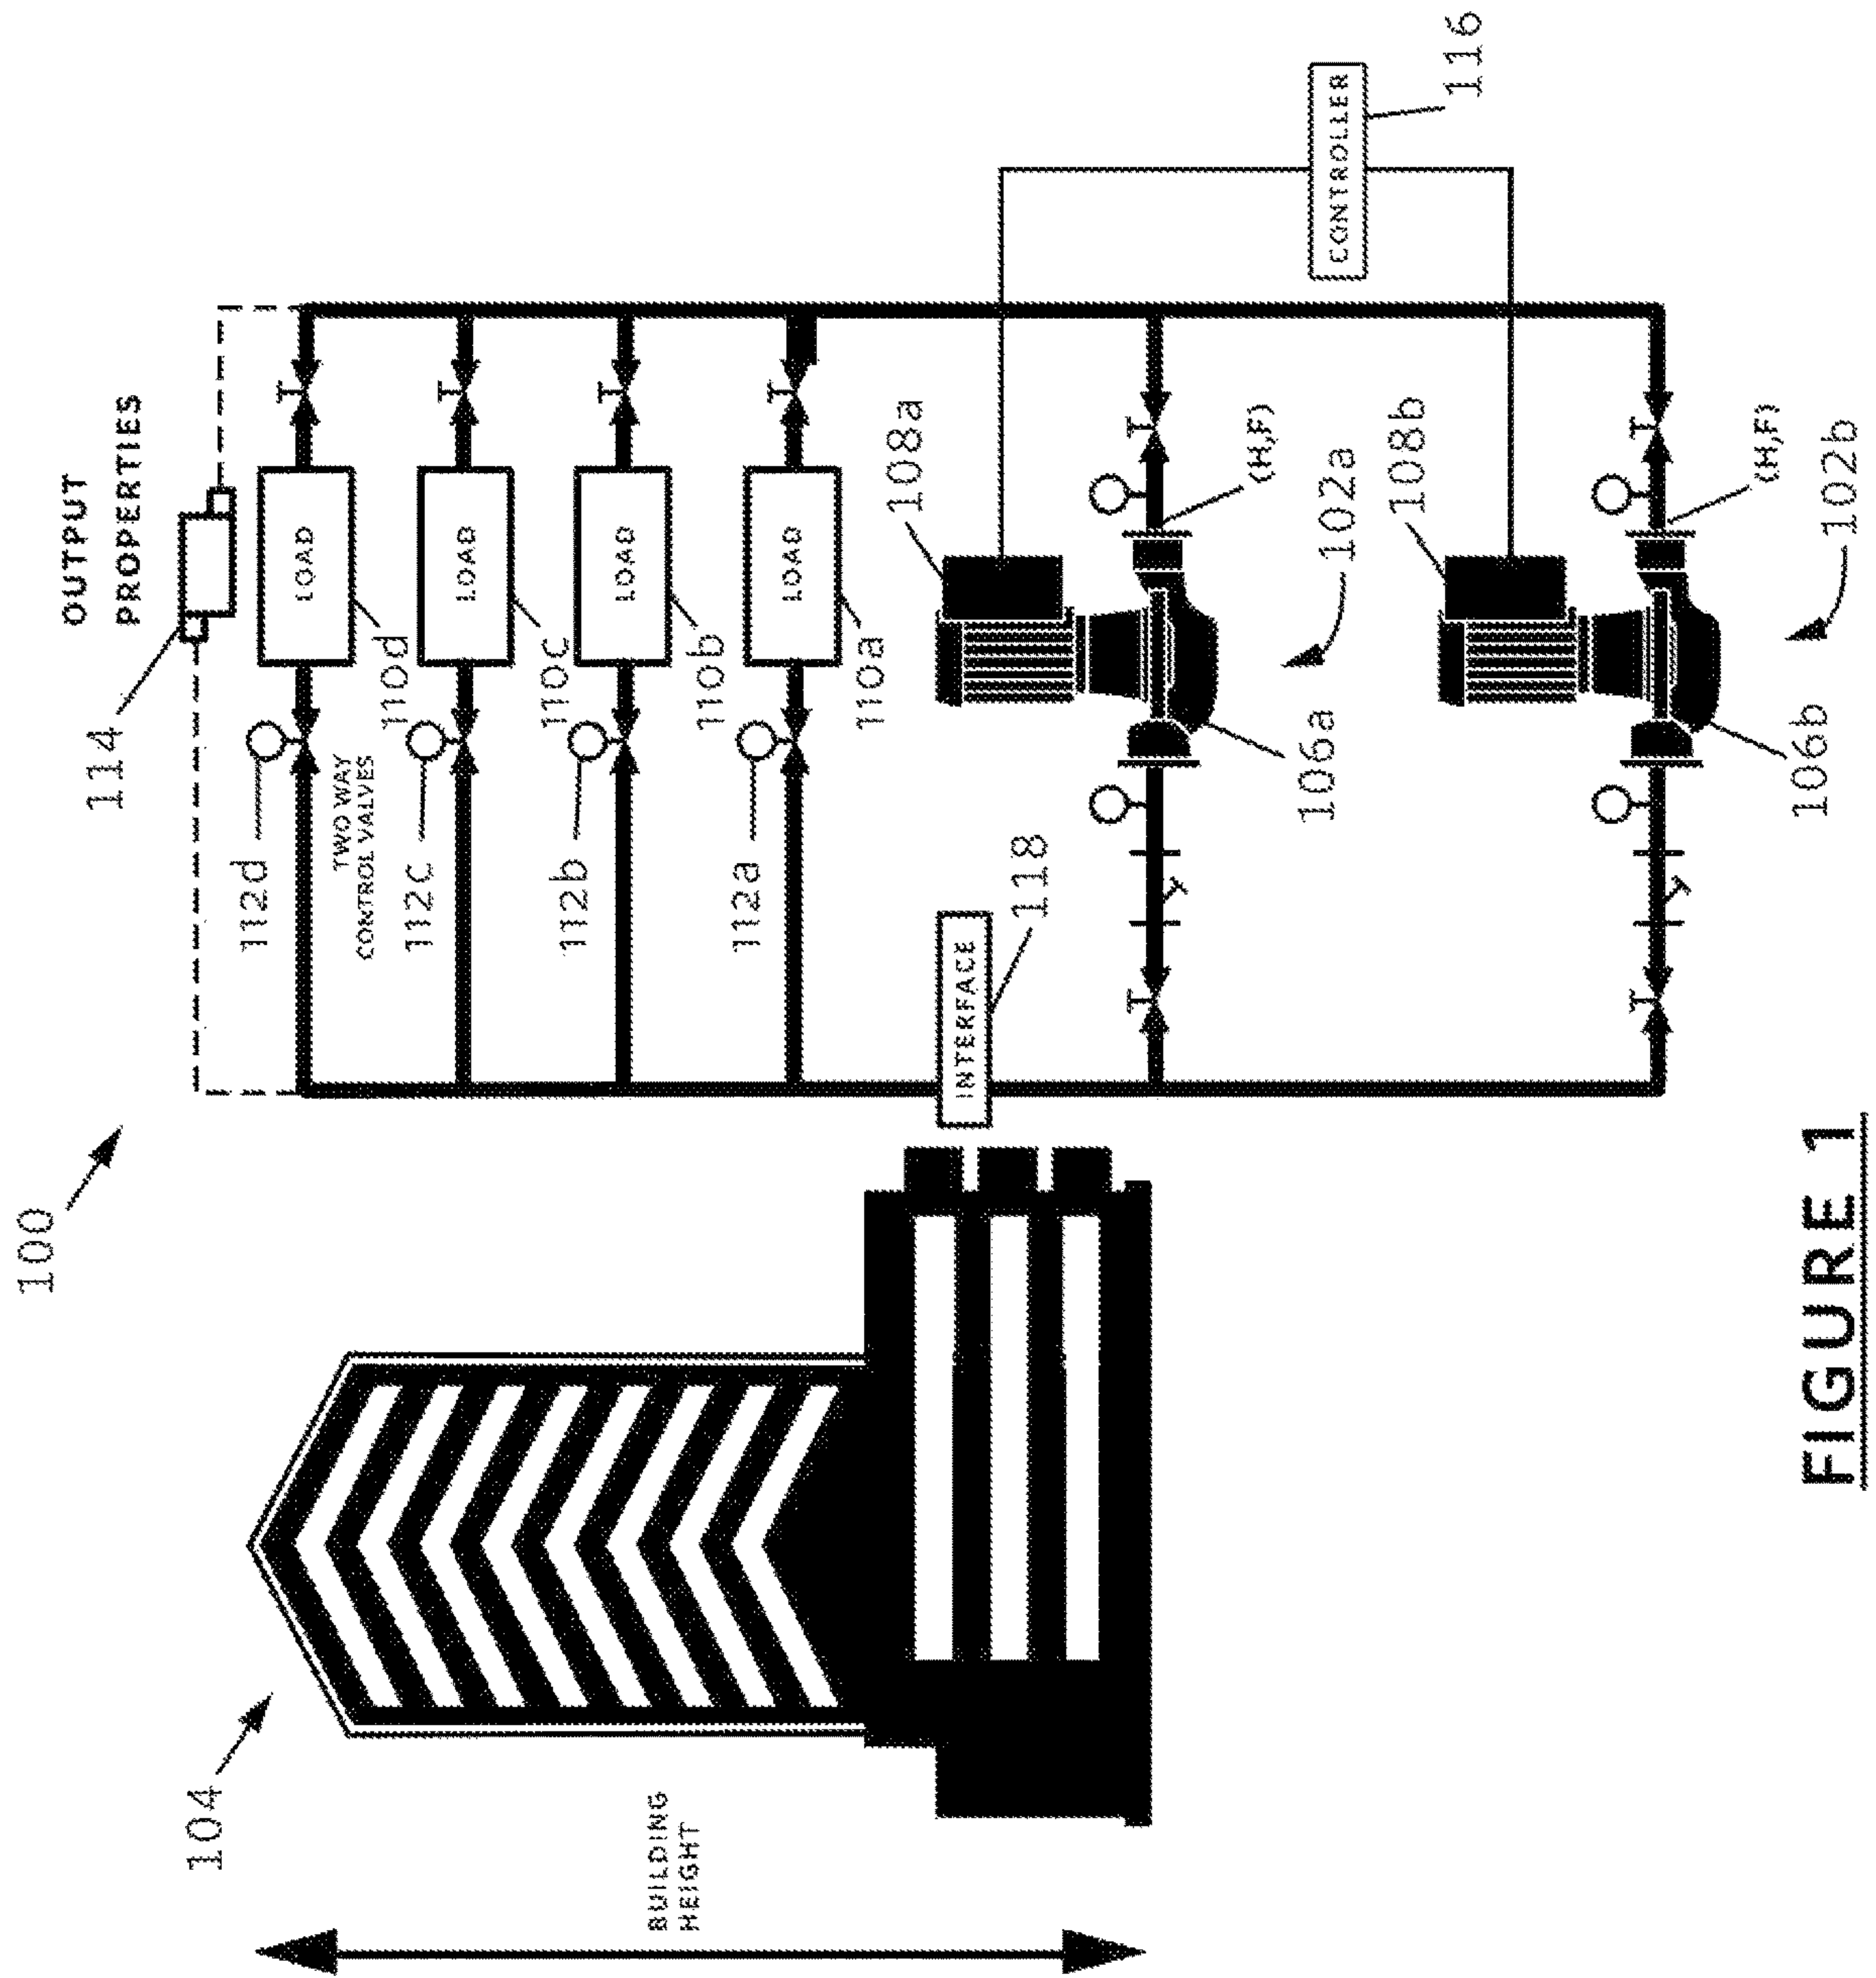 100
104
BUILDING
HEIGHT
OUTPUT
PROPERTIES
114
LOAD
110d
112d
TWO WAY
CONTROL VALVES
LOAD
110c
112c
LOAD
110b
112b
LOAD
110a
112a
108a
(H,F)
102a
106a
INTERFACE
118
CONTROLLER
116
108b
(H,F)
102b
106b
FIGURE 1